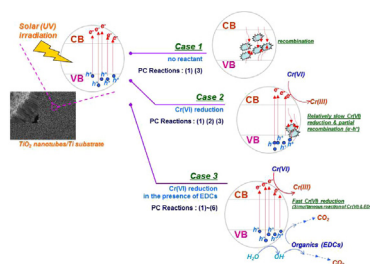 Solar (UV)
Irradiation
CB
e⁻ e⁻ e⁻ e⁻
h⁺ h⁺ h⁺ h⁺
VB
TiO₂ nanotubes/Ti substrate
Case 1
no reactant
PC Reactions : (1) (3)
CB
VB
recombination
Case 2
Cr(VI) reduction
PC Reactions : (1) (2) (3)
Cr(VI)
Cr(III)
CB
VB
Relatively slow Cr(VI)
reduction & partial
recombination (e-h⁺)
Case 3
Cr(VI) reduction
in the presence of EDCs
PC Reactions : (1)~(6)
Cr(VI)
Cr(III)
CB
VB
Fast Cr(VI) reduction
CO₂
Organics (EDCs)
H₂O
OH